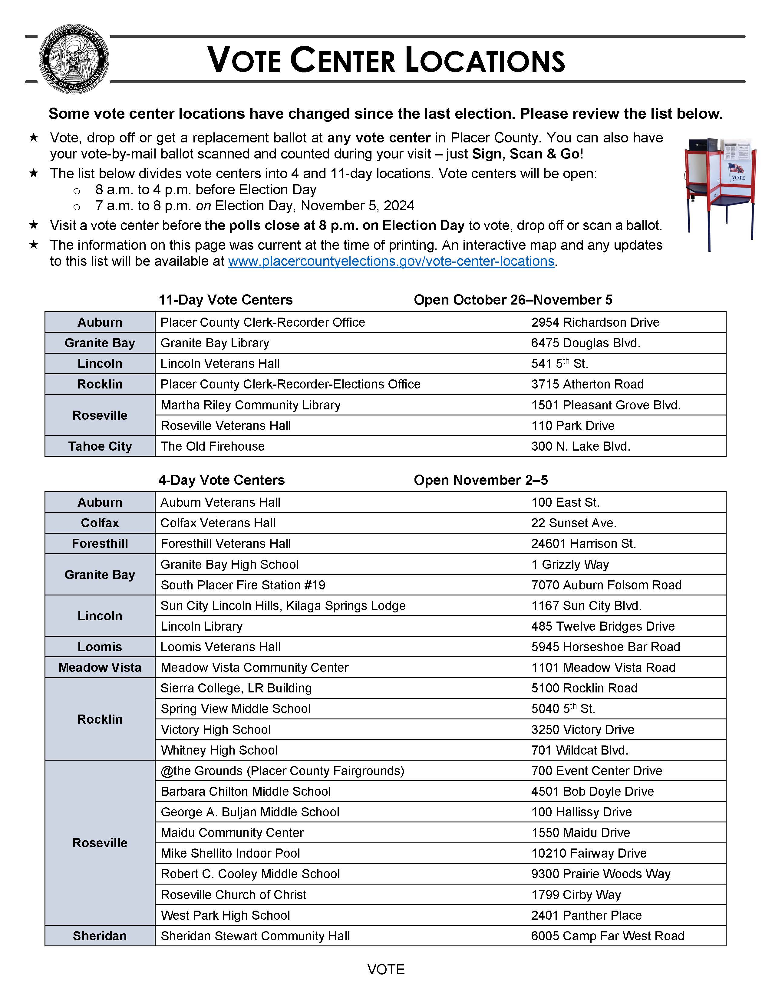 COUNTY OF PLACER
STATE OF CALIFORNIA
VOTE CENTER LOCATIONS
Some vote center locations have changed since the last election. Please review the list below.
★ Vote, drop off or get a replacement ballot at any vote center in Placer County. You can also have
your vote-by-mail ballot scanned and counted during your visit – just Sign, Scan & Go!
★ The list below divides vote centers into 4 and 11-day locations. Vote centers will be open:
o 8 a.m. to 4 p.m. before Election Day
o 7 a.m. to 8 p.m. on Election Day, November 5, 2024
★ Visit a vote center before the polls close at 8 p.m. on Election Day to vote, drop off or scan a ballot.
★ The information on this page was current at the time of printing. An interactive map and any updates
to this list will be available at www.placercountyelections.gov/vote-center-locations.
VOTE
11-Day Vote Centers Open October 26–November 5
Auburn Placer County Clerk-Recorder Office 2954 Richardson Drive
Granite Bay Granite Bay Library 6475 Douglas Blvd.
Lincoln Lincoln Veterans Hall 541 5th St.
Rocklin Placer County Clerk-Recorder-Elections Office 3715 Atherton Road
Roseville Martha Riley Community Library 1501 Pleasant Grove Blvd.
Roseville Veterans Hall 110 Park Drive
Tahoe City The Old Firehouse 300 N. Lake Blvd.
4-Day Vote Centers Open November 2–5
Auburn Auburn Veterans Hall 100 East St.
Colfax Colfax Veterans Hall 22 Sunset Ave.
Foresthill Foresthill Veterans Hall 24601 Harrison St.
Granite Bay Granite Bay High School 1 Grizzly Way
South Placer Fire Station #19 7070 Auburn Folsom Road
Lincoln Sun City Lincoln Hills, Kilaga Springs Lodge 1167 Sun City Blvd.
Lincoln Library 485 Twelve Bridges Drive
Loomis Loomis Veterans Hall 5945 Horseshoe Bar Road
Meadow Vista Meadow Vista Community Center 1101 Meadow Vista Road
Rocklin Sierra College, LR Building 5100 Rocklin Road
Spring View Middle School 5040 5th St.
Victory High School 3250 Victory Drive
Whitney High School 701 Wildcat Blvd.
Roseville @the Grounds (Placer County Fairgrounds) 700 Event Center Drive
Barbara Chilton Middle School 4501 Bob Doyle Drive
George A. Buljan Middle School 100 Hallissy Drive
Maidu Community Center 1550 Maidu Drive
Mike Shellito Indoor Pool 10210 Fairway Drive
Robert C. Cooley Middle School 9300 Prairie Woods Way
Roseville Church of Christ 1799 Cirby Way
West Park High School 2401 Panther Place
Sheridan Sheridan Stewart Community Hall 6005 Camp Far West Road
VOTE